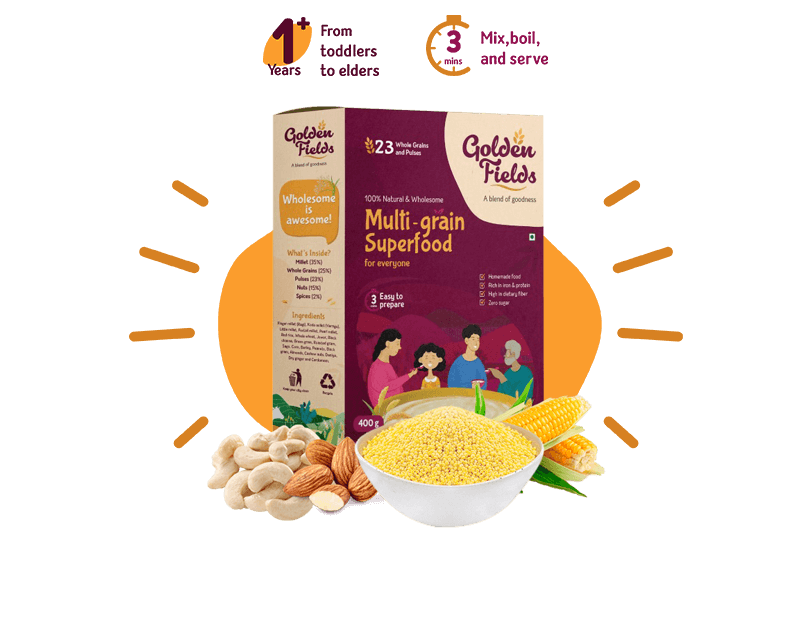 1+
Years
From
toddlers
to elders
3
mins
Mix,boil,
and serve
Golden
Fields
A blend of goodness
Wholesome
is
awesome!
What's Inside?
Millet (35%)
Whole Grains (25%)
Pulses (23%)
Nuts (15%)
Spices (2%)
Ingredients
23 Whole Grains
and Pulses
Golden
Fields
A blend of goodness
100% Natural & Wholesome
Multi-grain
Superfood
for everyone
Homemade food
Rich in iron & protein
High in dietary fiber
Zero sugar
3 Easy to
prepare
400 g